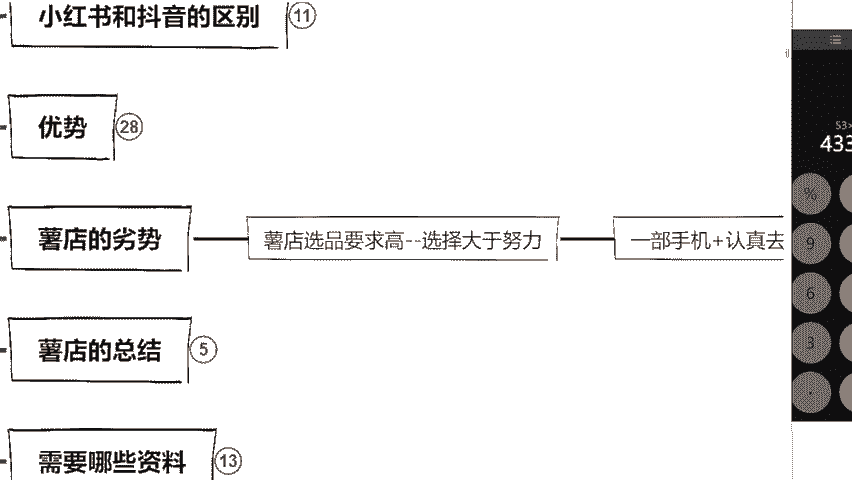 小红书和抖音的区别 11
优势 28
薯店的劣势 薯店选品要求高--选择大于努力 一部手机+认真去
薯店的总结 5
需要哪些资料 13
53×
433
%
9
6
3
.